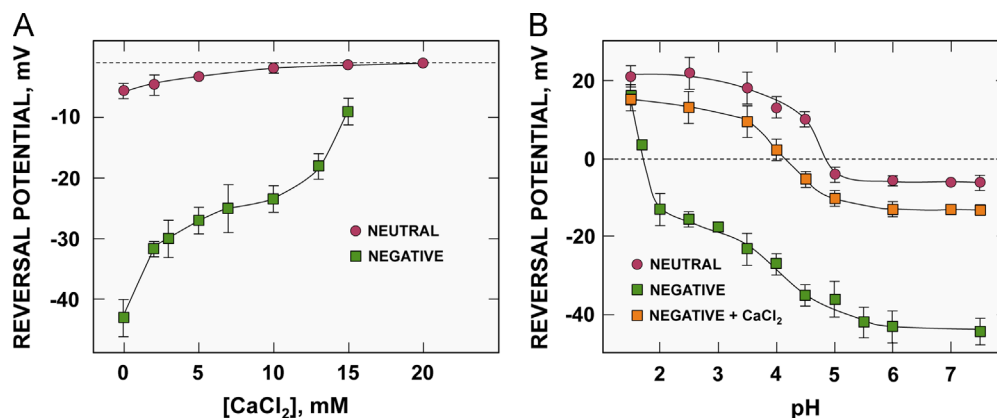 A
REVERSAL POTENTIAL, mV
-10
-20
-30
-40
NEUTRAL
NEGATIVE
0
5
10
15
20
[CaCl₂], mM
B
REVERSAL POTENTIAL, mV
20
0
-20
-40
NEUTRAL
NEGATIVE
NEGATIVE + CaCl₂
2
3
4
5
6
7
pH